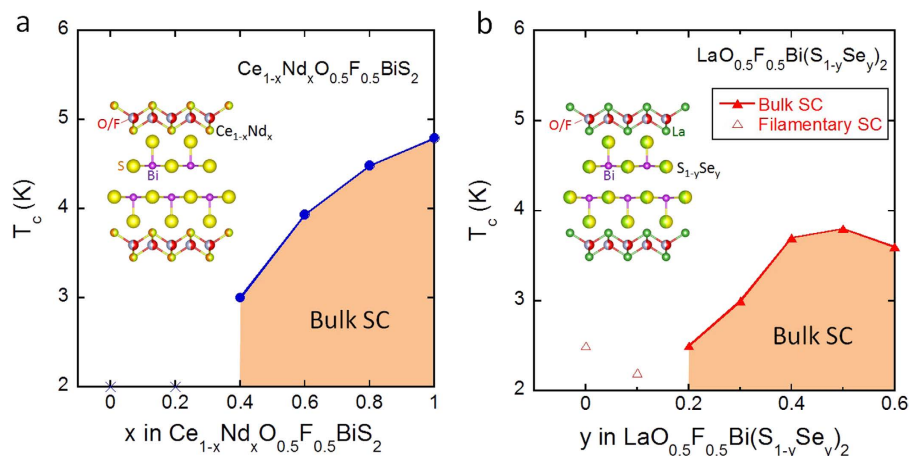 a
Ce1-xNdxO0.5F0.5BiS2
O/F
Ce1-xNdx
S
Bi
Bulk SC
Tc (K)
6
5
4
3
2
0 0.2 0.4 0.6 0.8 1
x in Ce1-xNdxO0.5F0.5BiS2
b
LaO0.5F0.5Bi(S1-ySey)2
Bulk SC
Filamentary SC
O/F
La
Bi
S1-ySey
Bulk SC
Tc (K)
6
5
4
3
2
0 0.2 0.4 0.6
y in LaO0.5F0.5Bi(S1-ySey)2